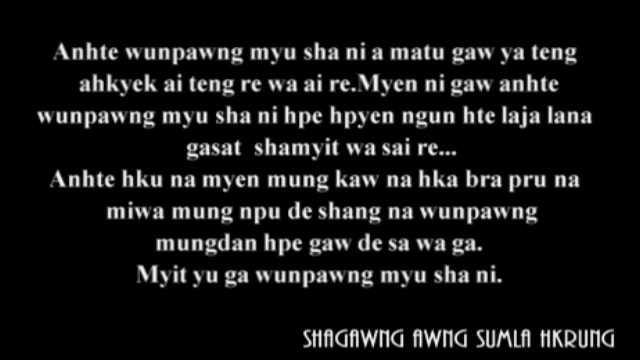 Anhte wunpawng myu sha ni a matu gaw ya teng
ahkyek ai teng re wa ai re.Myen ni gaw anhte
wunpawng myu sha ni hpe hpyen ngun hte laja lana
gasat shamyit wa sai re...
Anhte hku na myen mung kaw na hka bra pru na
miwa mung npu de shang na wunpawng
mungdan hpe gaw de sa wa ga.
Myit yu ga wunpawng myu sha ni.
SHAGAWNG AWNG SUMLA HKRUNG